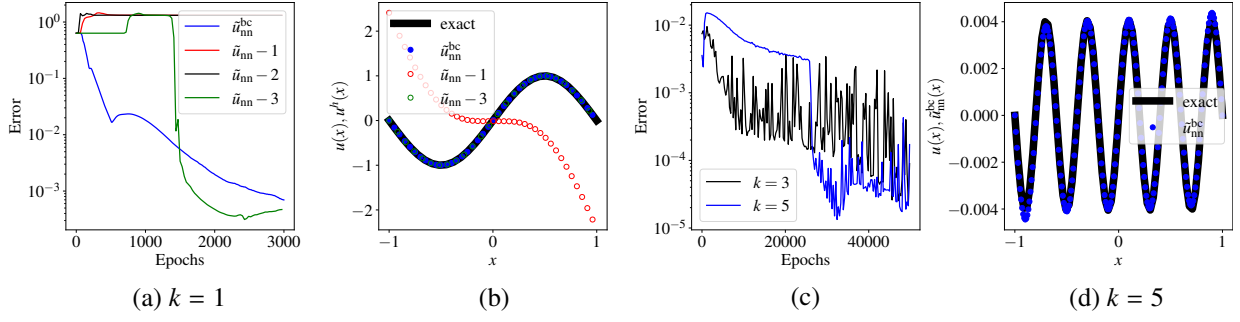 10⁰
10⁻¹
10⁻²
10⁻³
Error
0 1000 2000 3000
Epochs
ũ_nn^bc
ũ_nn − 1
ũ_nn − 2
ũ_nn − 3
(a) k = 1
2
1
0
−1
−2
u(x), u^h(x)
−1 0 1
x
exact
ũ_nn^bc
ũ_nn − 1
ũ_nn − 3
(b)
10⁻²
10⁻³
10⁻⁴
10⁻⁵
Error
0 20000 40000
Epochs
k = 3
k = 5
(c)
0.004
0.002
0.000
−0.002
−0.004
u(x), ũ_nn^bc(x)
−1 0 1
x
exact
ũ_nn^bc
(d) k = 5